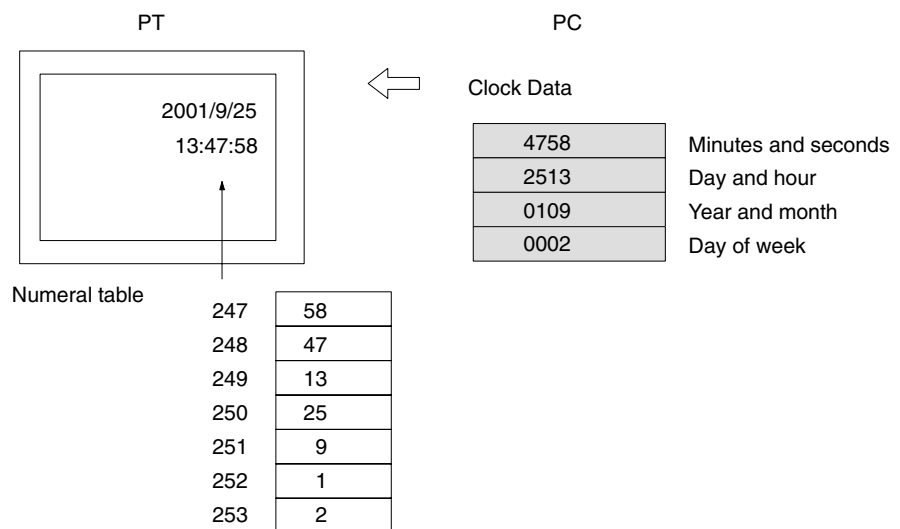 PT
PC
2001/9/25
13:47:58
Clock Data
4758 Minutes and seconds
2513 Day and hour
0109 Year and month
0002 Day of week
Numeral table
247 58
248 47
249 13
250 25
251 9
252 1
253 2